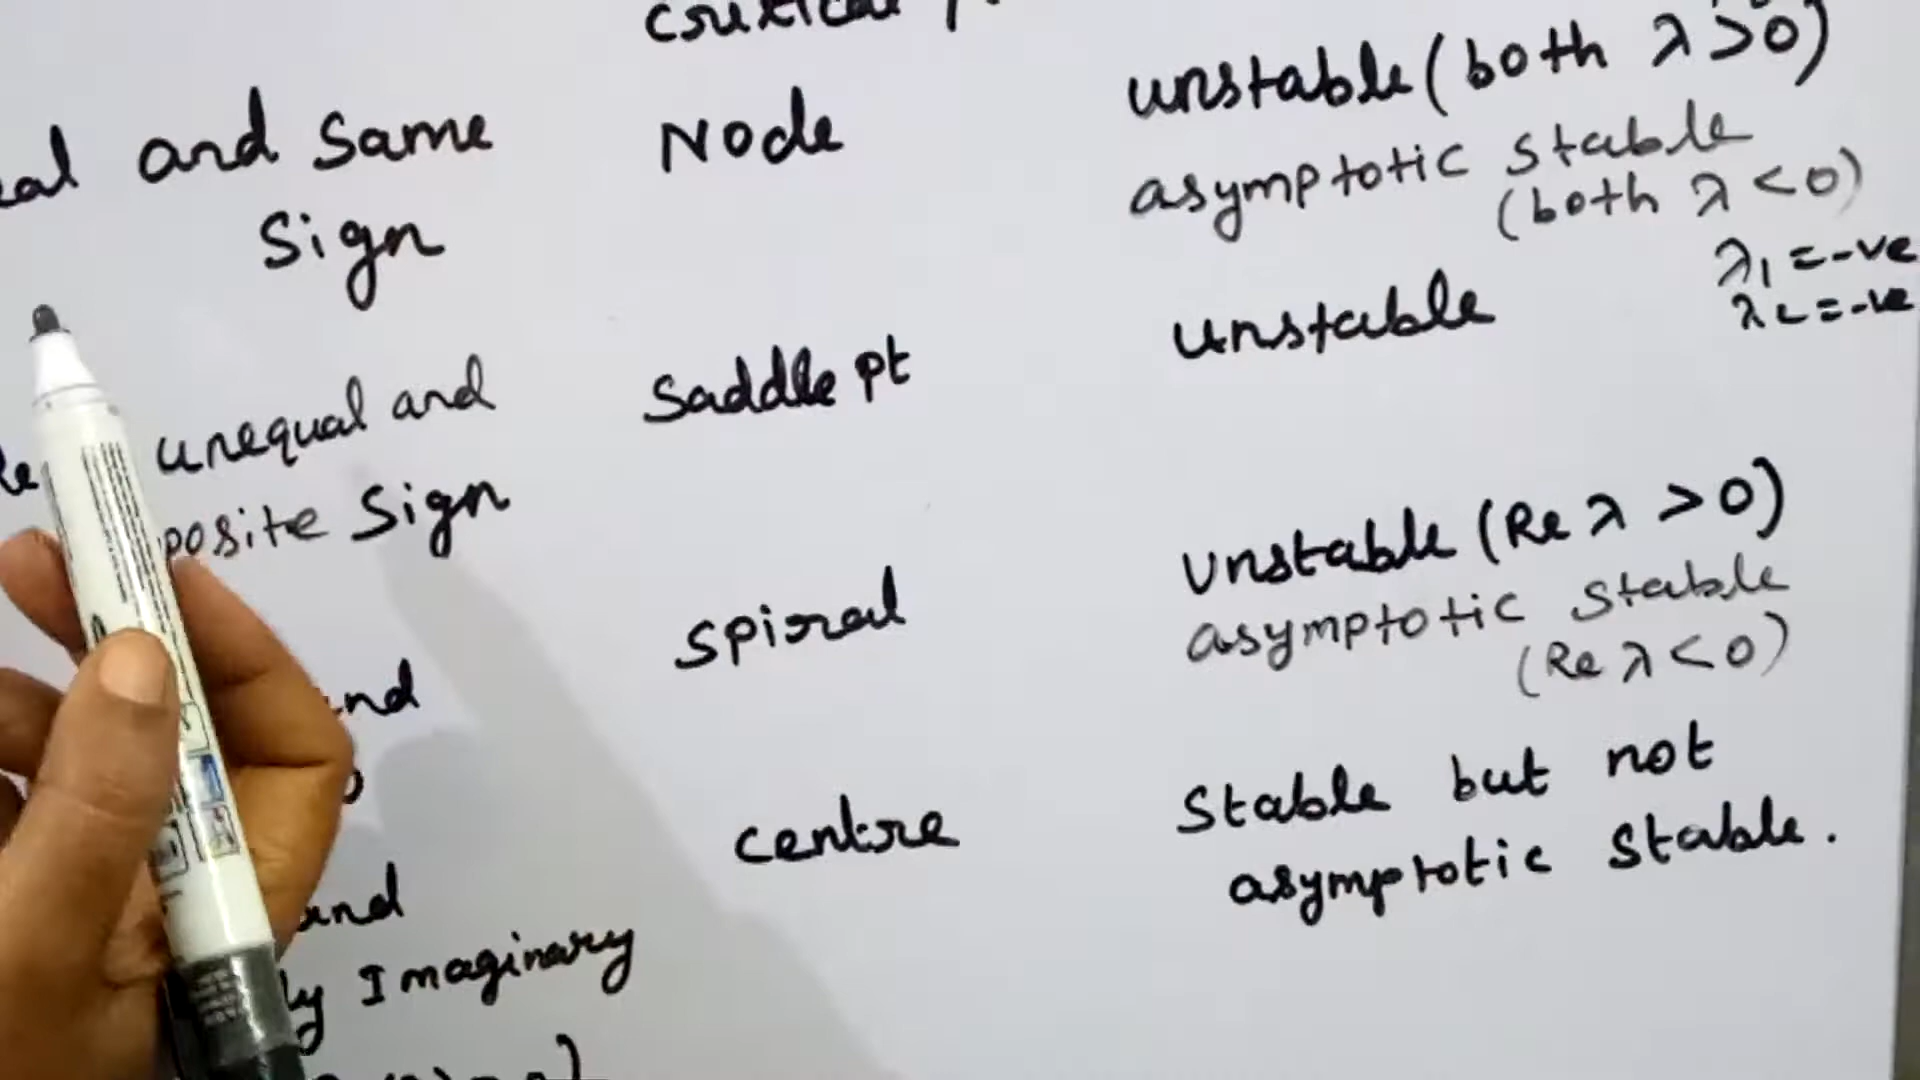 and Same Node unstable (both λ > 0)
Sign asymptotic stable
(both λ < 0)
λ1 = -ve
λ2 = -ve
unequal and Saddle pt unstable
posite Sign
Spiral Unstable (Re λ > 0)
asymptotic stable
(Re λ < 0)
nd
centre Stable but not
and asymptotic stable.
ly Imaginary